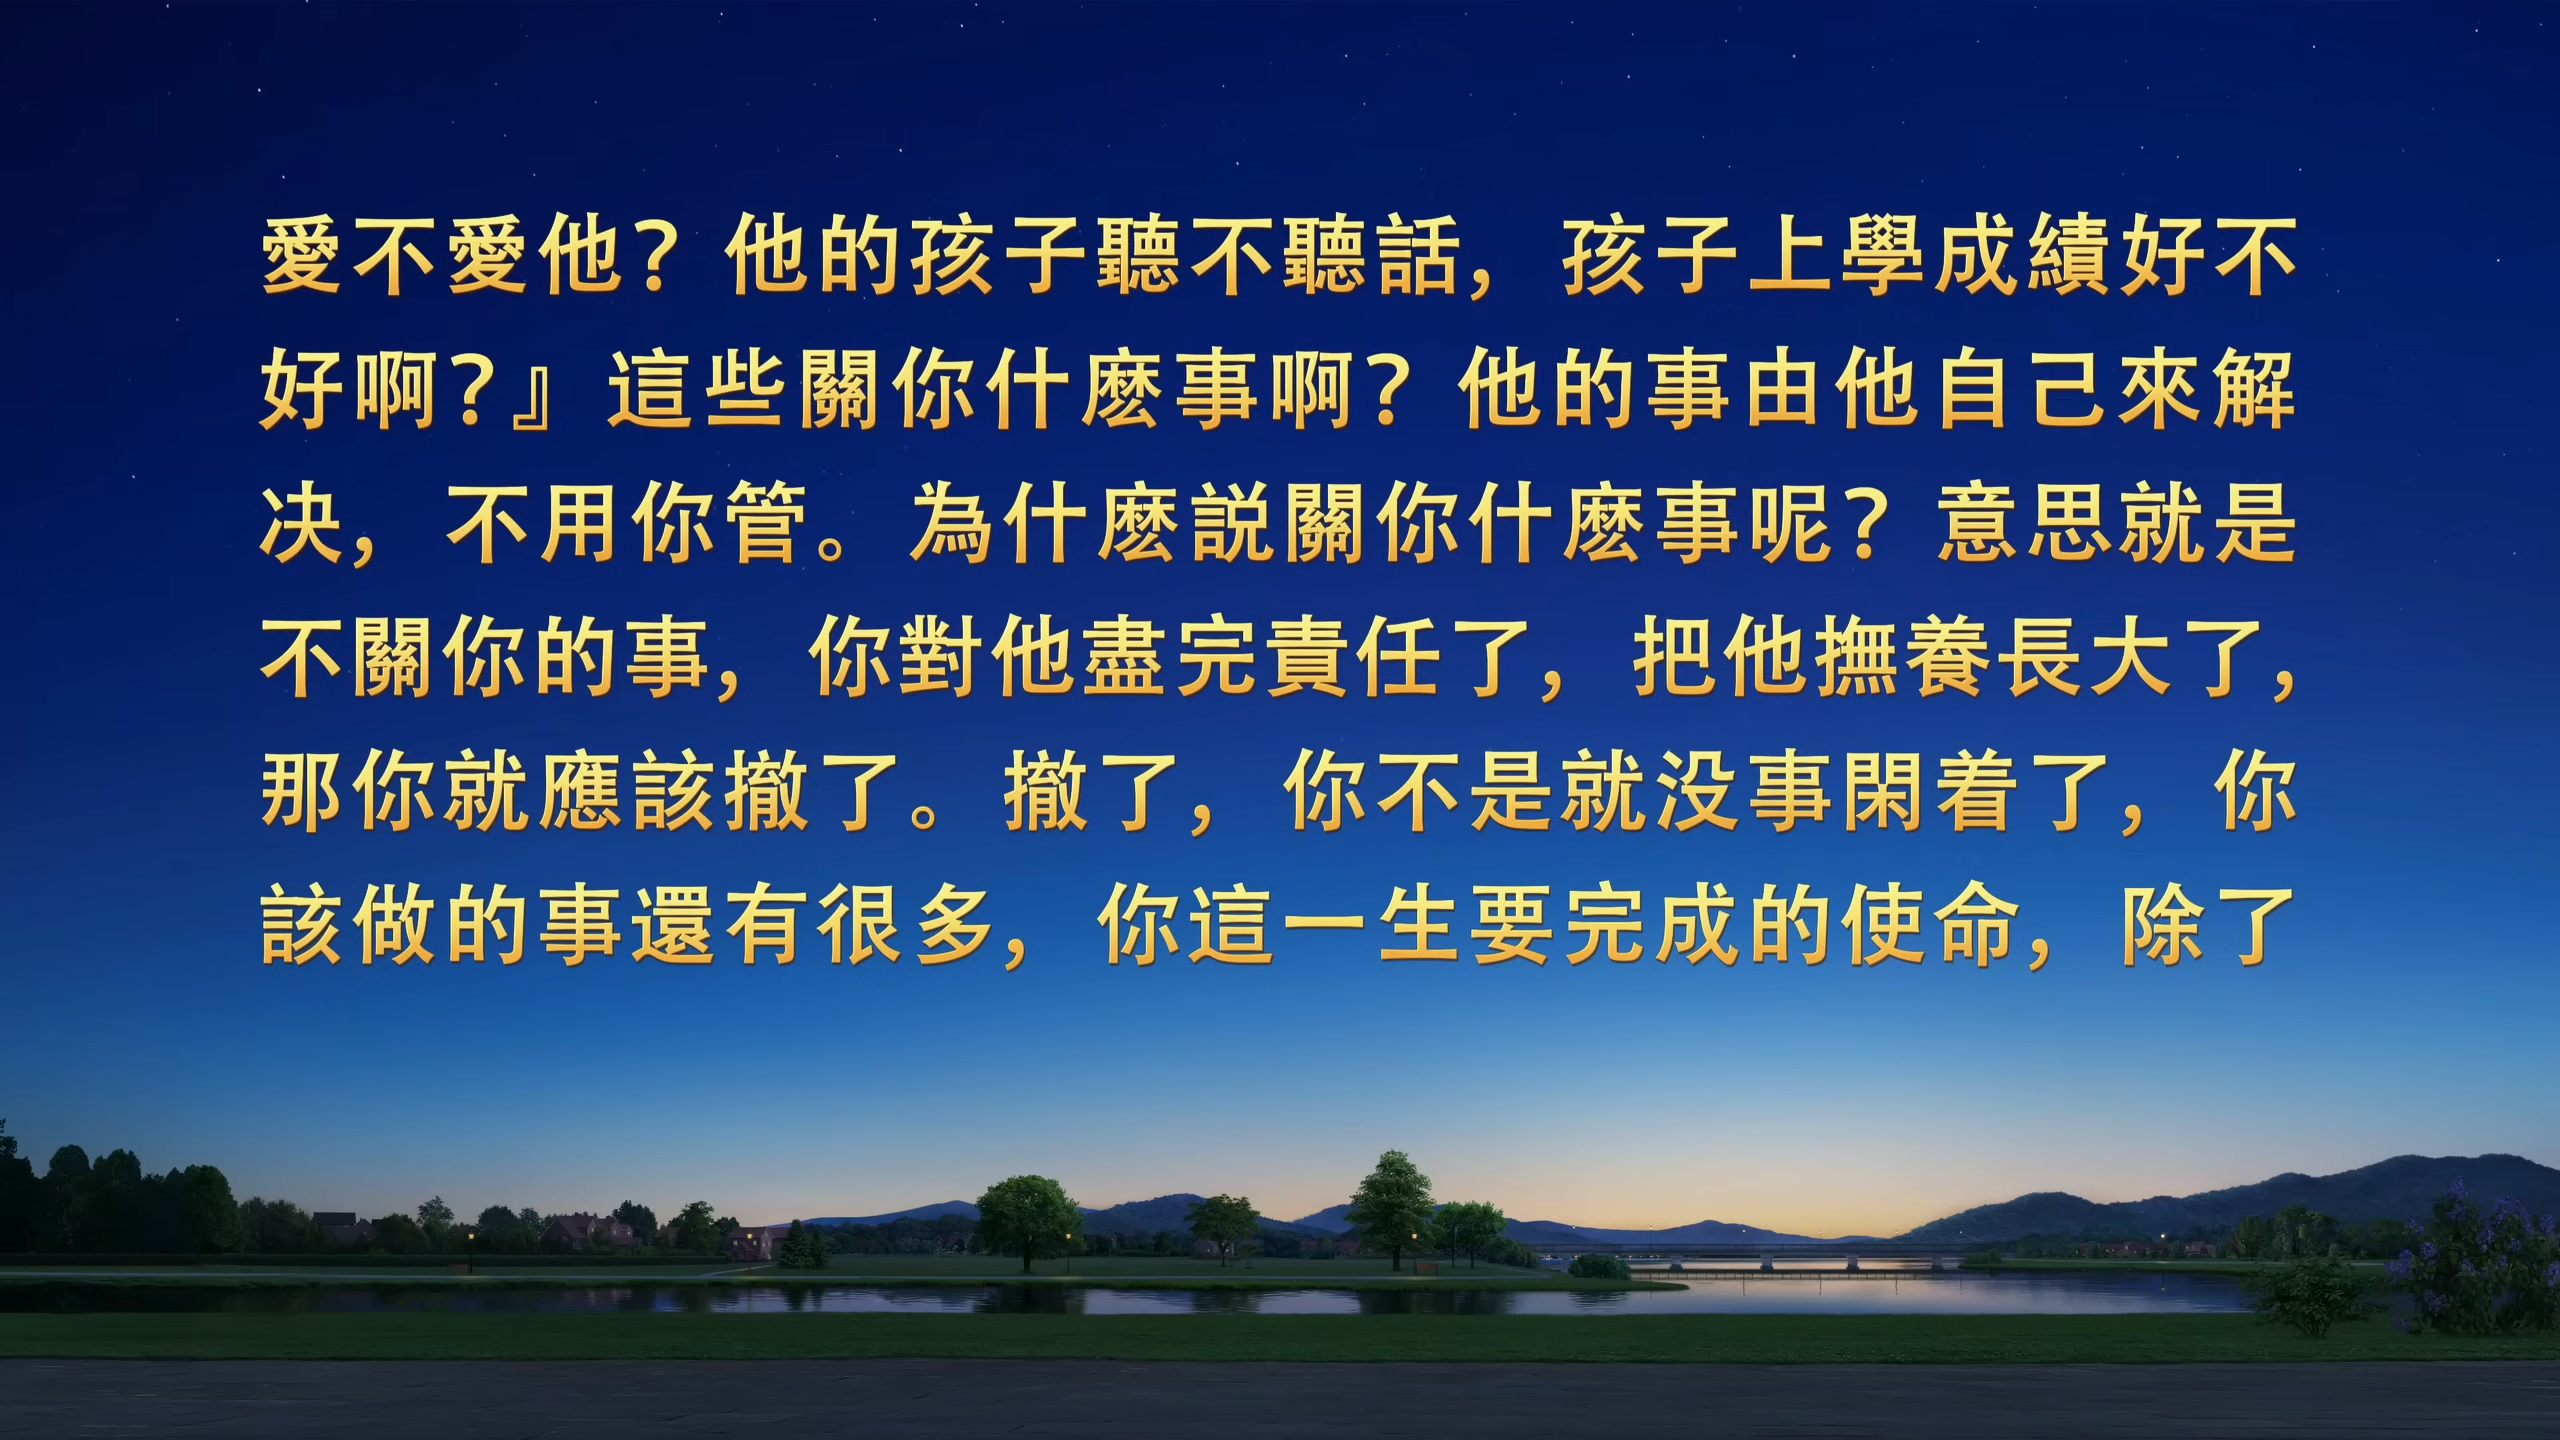 愛不愛他？他的孩子聽不聽話，孩子上學成績好不
好啊？』這些關你什麽事啊？他的事由他自己來解
决，不用你管。為什麽説關你什麽事呢？意思就是
不關你的事，你對他盡完責任了，把他撫養長大了，
那你就應該撤了。撤了，你不是就没事閑着了，你
該做的事還有很多，你這一生要完成的使命，除了